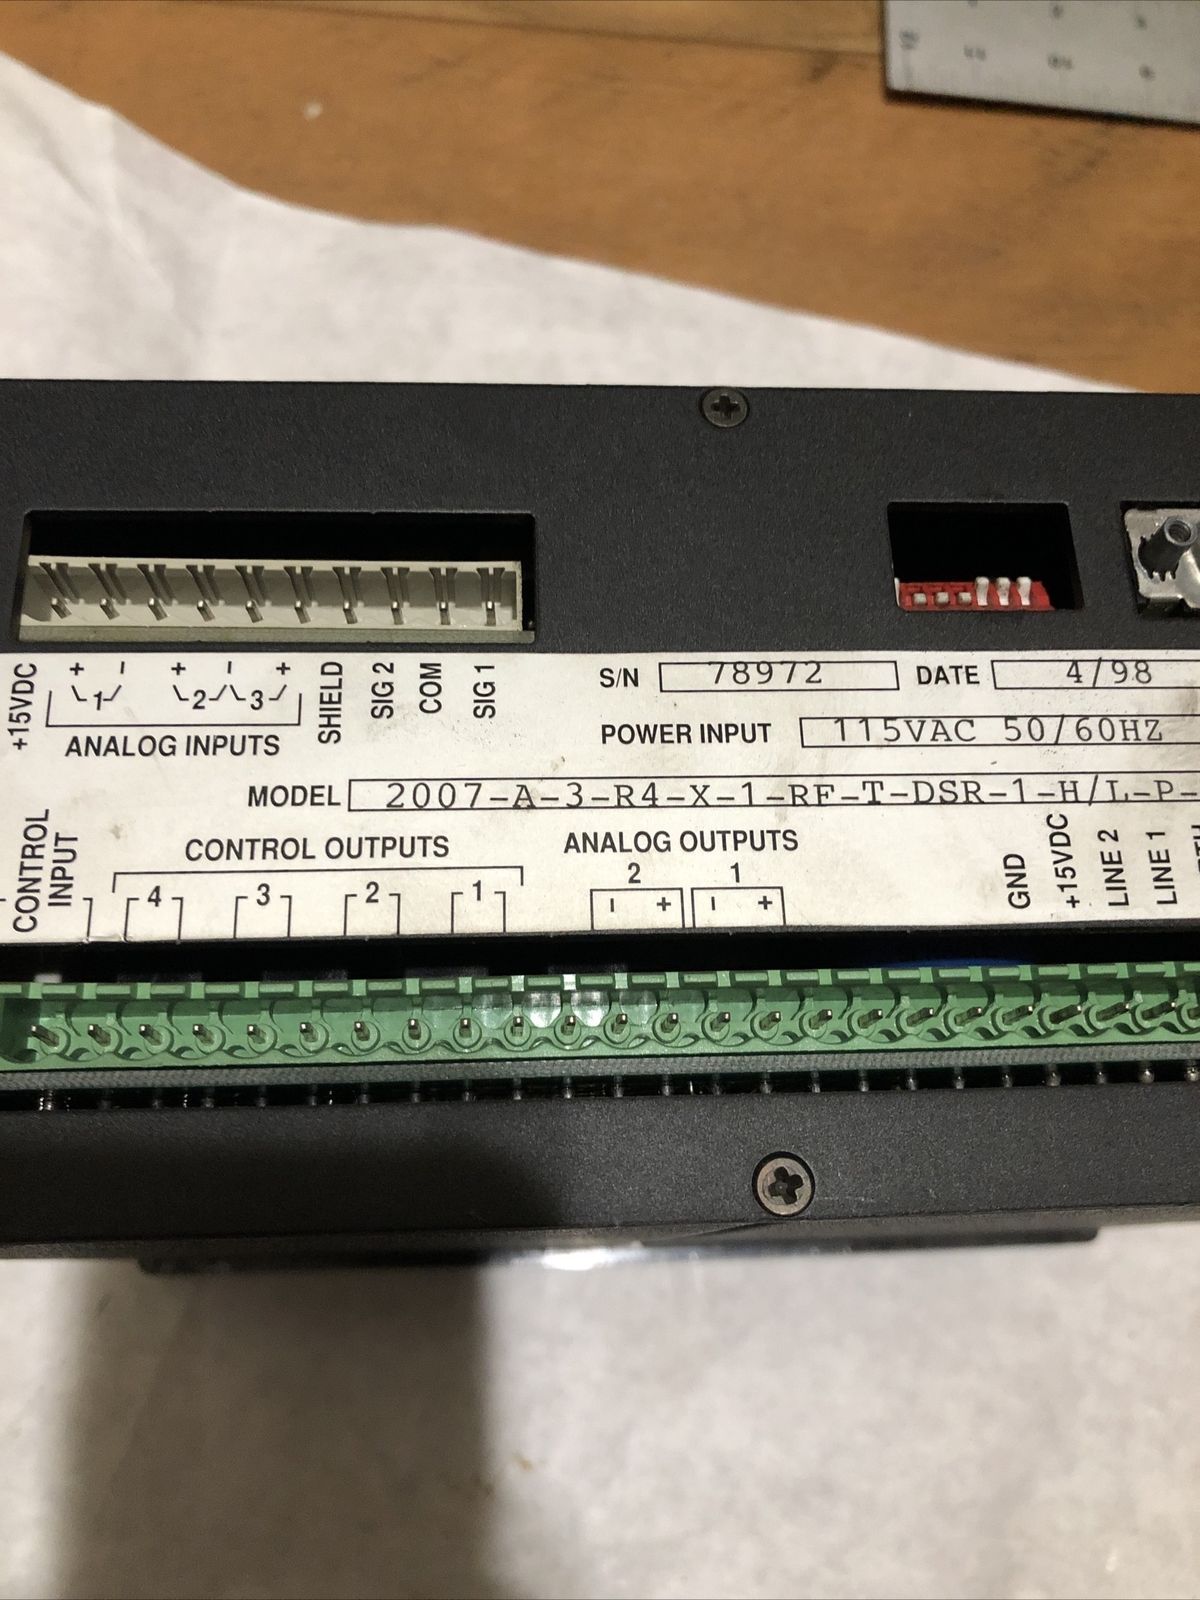 +15VDC + - + - + SHIELD SIG 2 COM SIG 1
1 2 3
ANALOG INPUTS
S/N 78972 DATE 4/98
POWER INPUT 115VAC 50/60HZ
MODEL 2007-A-3-R4-X-1-RF-T-DSR-1-H/L-P-
CONTROL INPUT
CONTROL OUTPUTS
4 3 2 1
ANALOG OUTPUTS
2 1
- + - +
GND +15VDC LINE 2 LINE 1